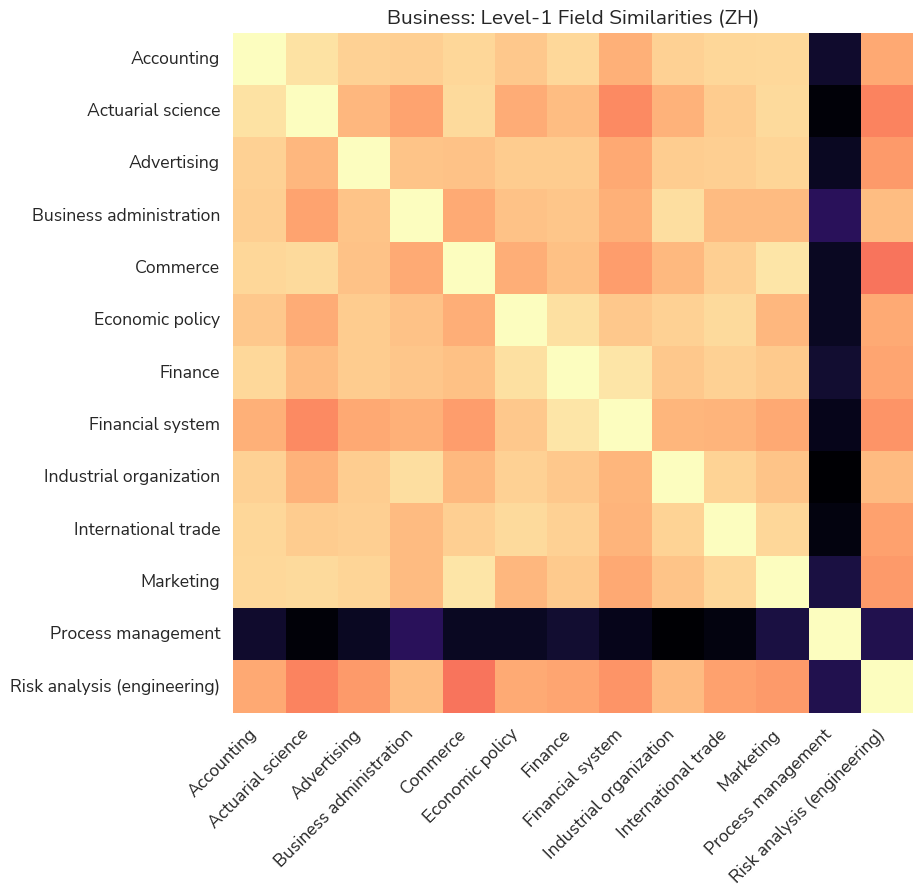 Business: Level-1 Field Similarities (ZH)
Accounting
Actuarial science
Advertising
Business administration
Commerce
Economic policy
Finance
Financial system
Industrial organization
International trade
Marketing
Process management
Risk analysis (engineering)
Accounting
Actuarial science
Advertising
Business administration
Commerce
Economic policy
Finance
Financial system
Industrial organization
International trade
Marketing
Process management
Risk analysis (engineering)